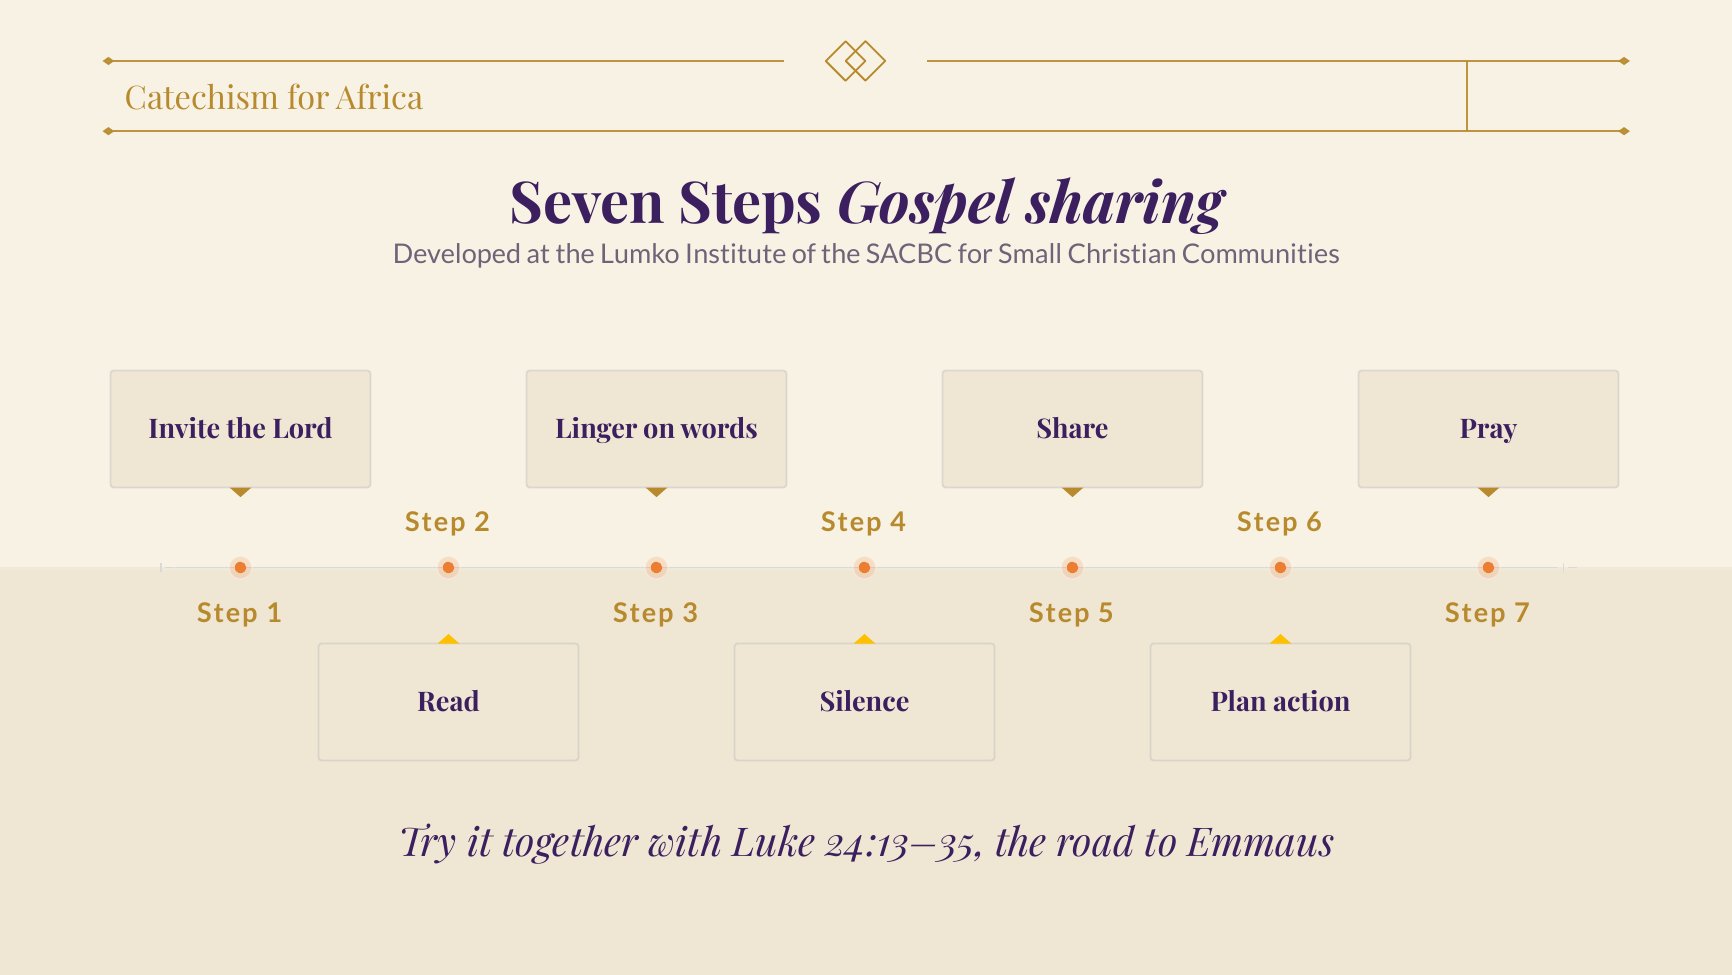 Catechism for Africa
Seven Steps Gospel sharing
Developed at the Lumko Institute of the SACBC for Small Christian Communities
Step 1
Invite the Lord
Step 2
Read
Step 3
Linger on words
Step 4
Silence
Step 5
Share
Step 6
Plan action
Step 7
Pray
Try it together with Luke 24:13–35, the road to Emmaus